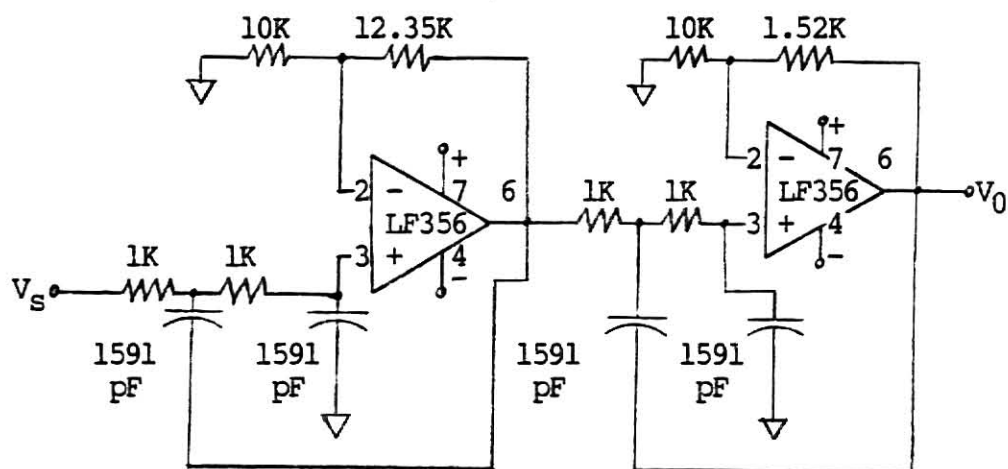 10K 12.35K 10K 1.52K
+ +
2 - 7 6 2 - 7 6
LF356 LF356
1K 1K V0
3 + 4 3 + 4
- -
1K 1K
VS
1591 pF
1591 pF
1591 pF
1591 pF